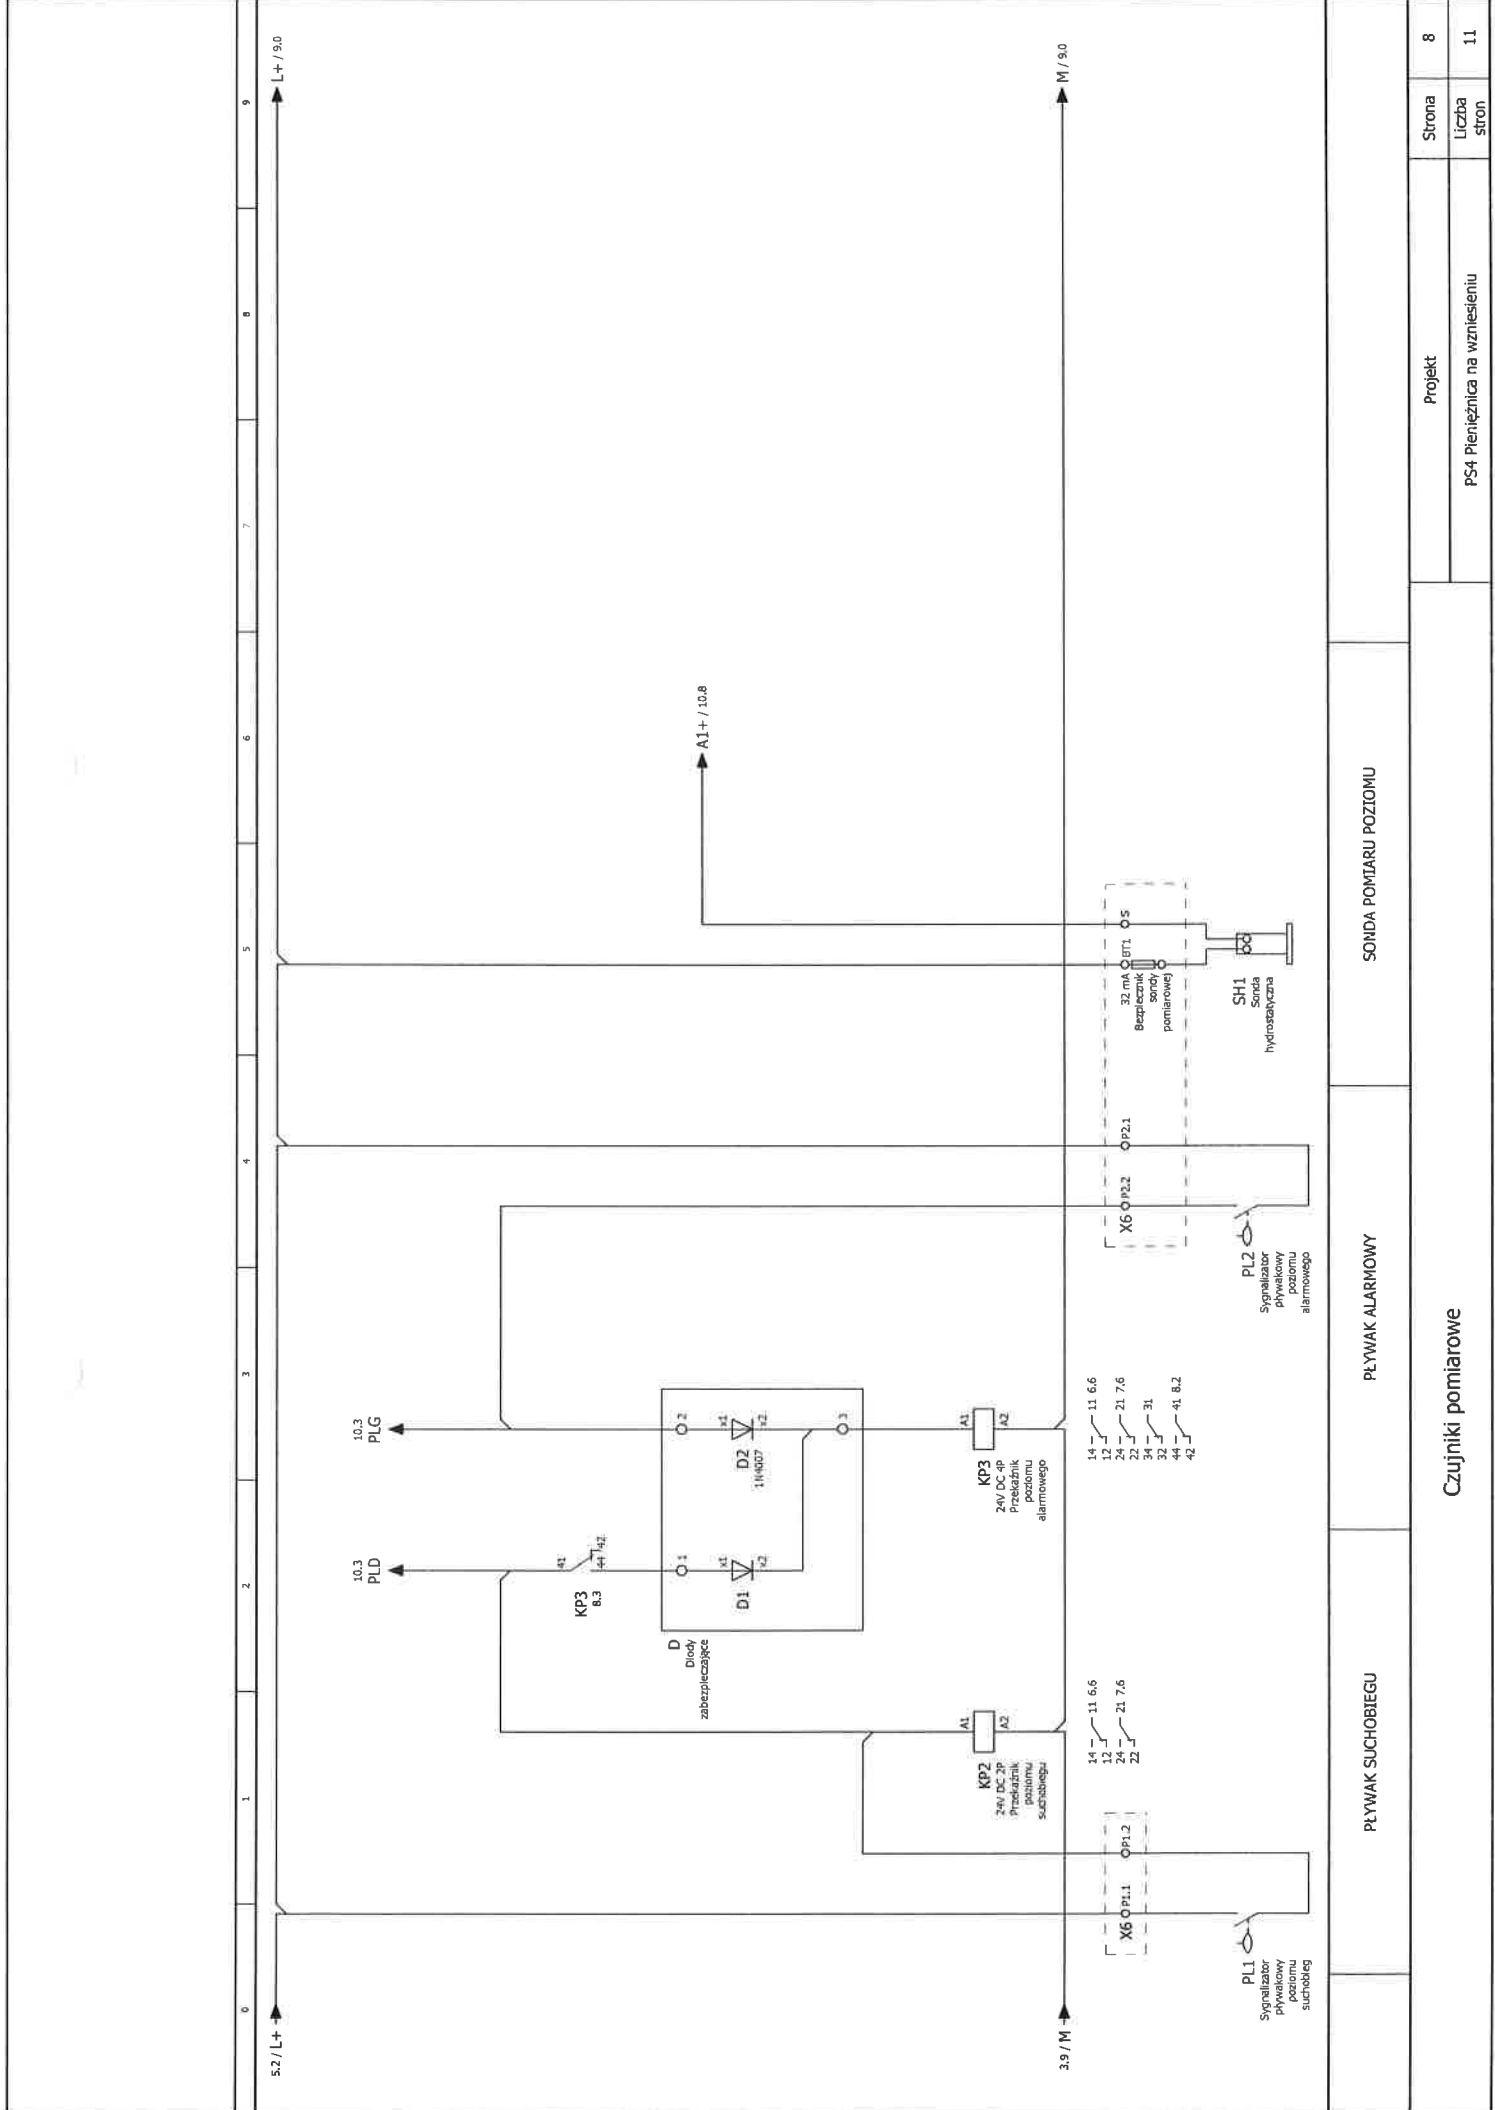 0 1 2 3 4 5 6 7 8 9
5.2 / L+
L+ / 9.0
10.3
PLD
10.3
PLG
KP3
8.3
41
44
42
D
Diody
zabezpieczające
1
2
3
D1
x1
x2
D2
1N4007
x1
x2
A1+ / 10.8
KP2
24V DC 2P
Przekaźnik
poziomu
suchobiegu
A1
A2
KP3
24V DC 4P
Przekaźnik
poziomu
alarmowego
A1
A2
3.9 / M
M / 9.0
14 11 6.6
12
24 21 7.6
22
14 11 6.6
12
24 21 7.6
22
34 31
32
44 41 8.2
42
X6 P1.1 P1.2
X6 P2.2 P2.1
32 mA BT1 S
Bezpiecznik
sondy
pomiarowej
PL1
Sygnalizator
pływakowy
poziomu
suchobieg
PL2
Sygnalizator
pływakowy
poziomu
alarmowego
SH1
Sonda
hydrostatyczna
PŁYWAK SUCHOBIEGU
PŁYWAK ALARMOWY
SONDA POMIARU POZIOMU
Czujniki pomiarowe
Projekt
PS4 Pieniężnica na wzniesieniu
Strona 8
Liczba
stron 11